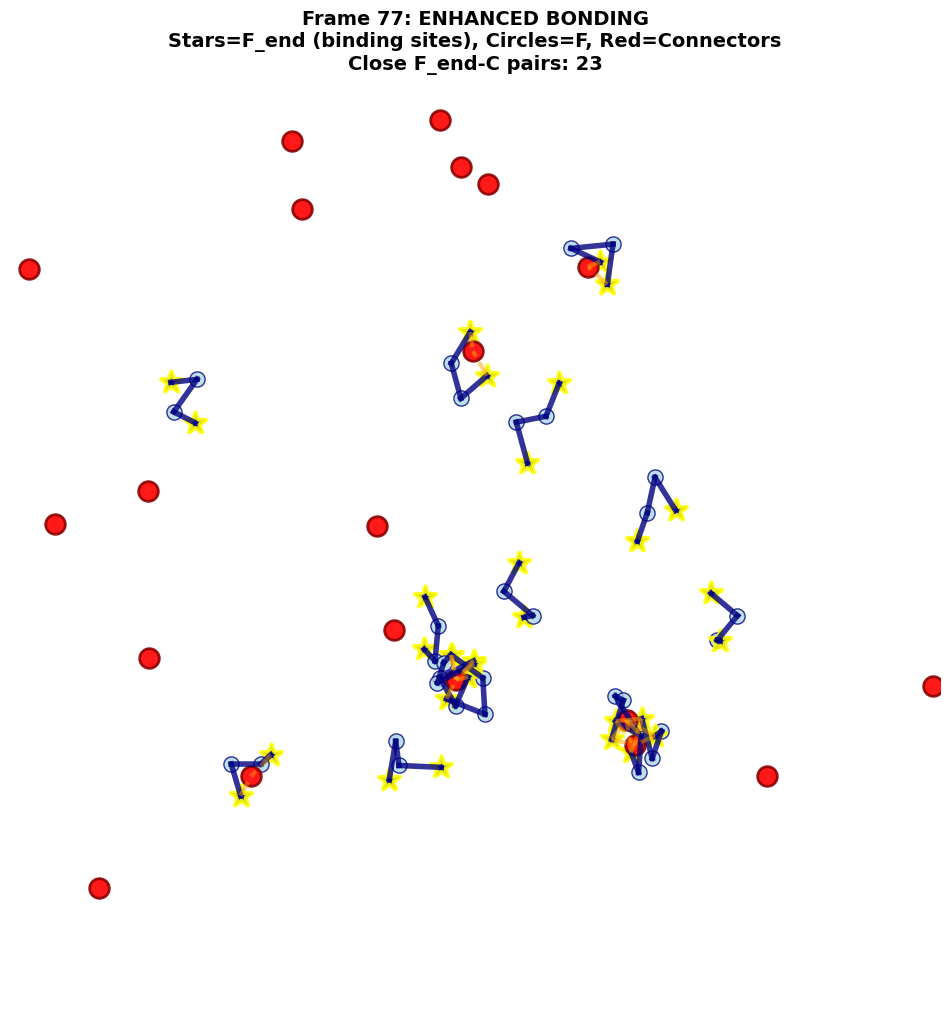 Frame 77: ENHANCED BONDING
Stars=F_end (binding sites), Circles=F, Red=Connectors
Close F_end-C pairs: 23